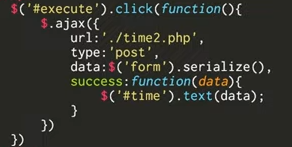 $('#execute').click(function(){
    $.ajax({
        url:'./time2.php',
        type:'post',
        data:$('form').serialize(),
        success:function(data){
            $('#time').text(data);
        }
    })
})